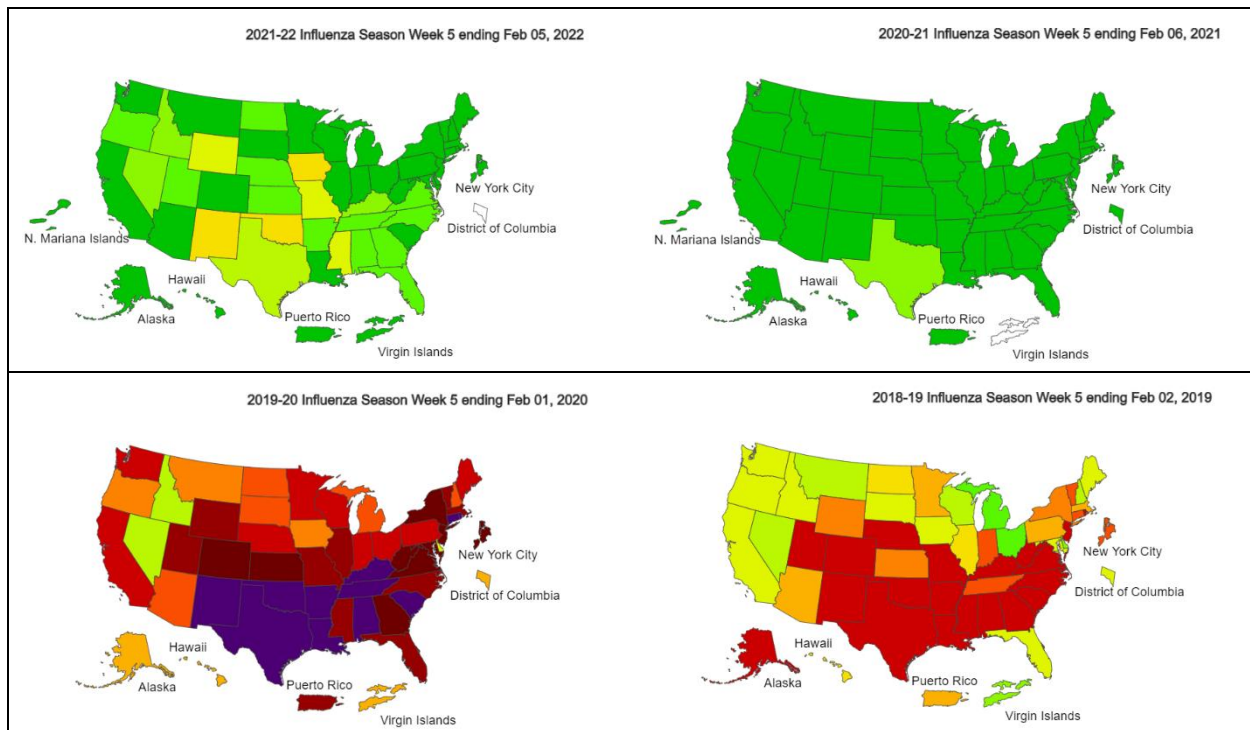 2021-22 Influenza Season Week 5 ending Feb 05, 2022
New York City
District of Columbia
N. Mariana Islands
Hawaii
Alaska
Puerto Rico
Virgin Islands
2020-21 Influenza Season Week 5 ending Feb 06, 2021
New York City
District of Columbia
N. Mariana Islands
Hawaii
Alaska
Puerto Rico
Virgin Islands
2019-20 Influenza Season Week 5 ending Feb 01, 2020
New York City
District of Columbia
Hawaii
Alaska
Puerto Rico
Virgin Islands
2018-19 Influenza Season Week 5 ending Feb 02, 2019
New York City
District of Columbia
Hawaii
Alaska
Puerto Rico
Virgin Islands